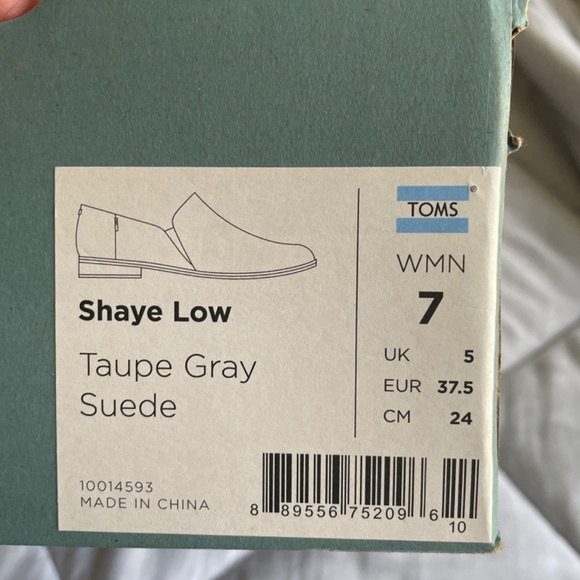 TOMS®
WMN
7
UK 5
EUR 37.5
CM 24
Shaye Low
Taupe Gray
Suede
10014593
MADE IN CHINA
8 89556 75209 6
10